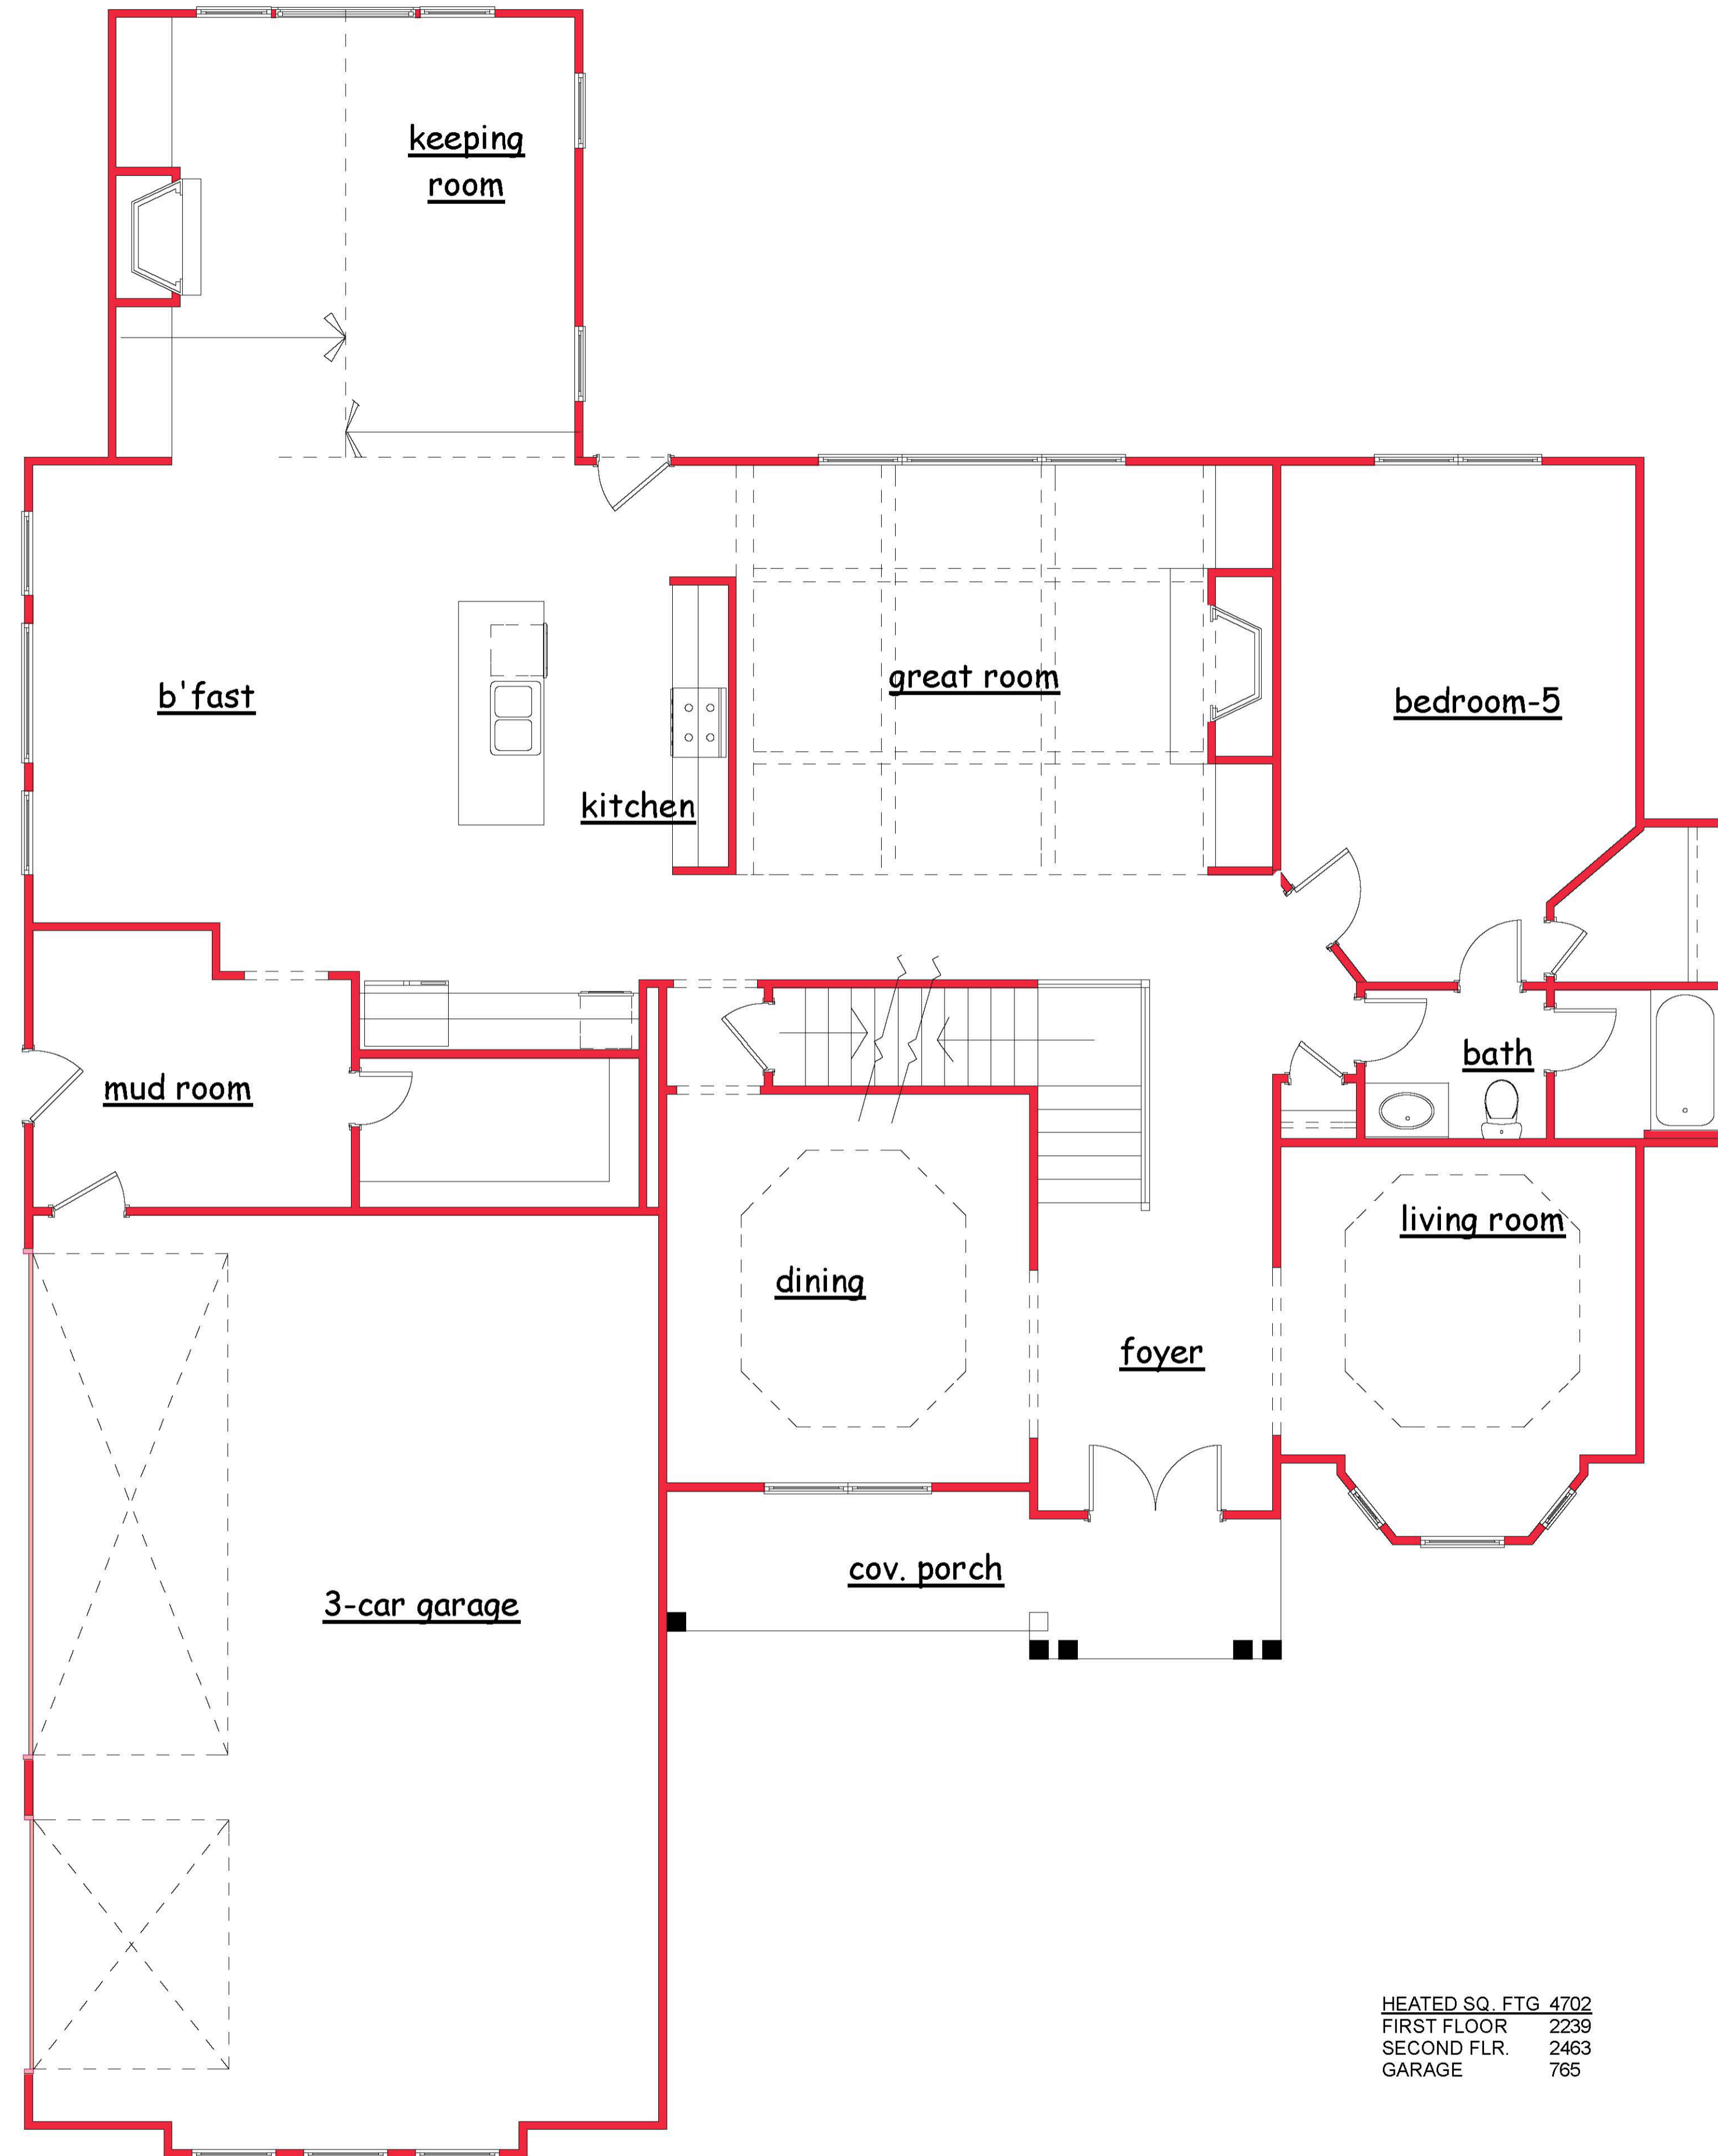 keeping
room
great room
b'fast
bedroom-5
kitchen
bath
mud room
living room
dining
foyer
cov. porch
3-car garage
HEATED SQ. FTG 4702
FIRST FLOOR 2239
SECOND FLR. 2463
GARAGE 765